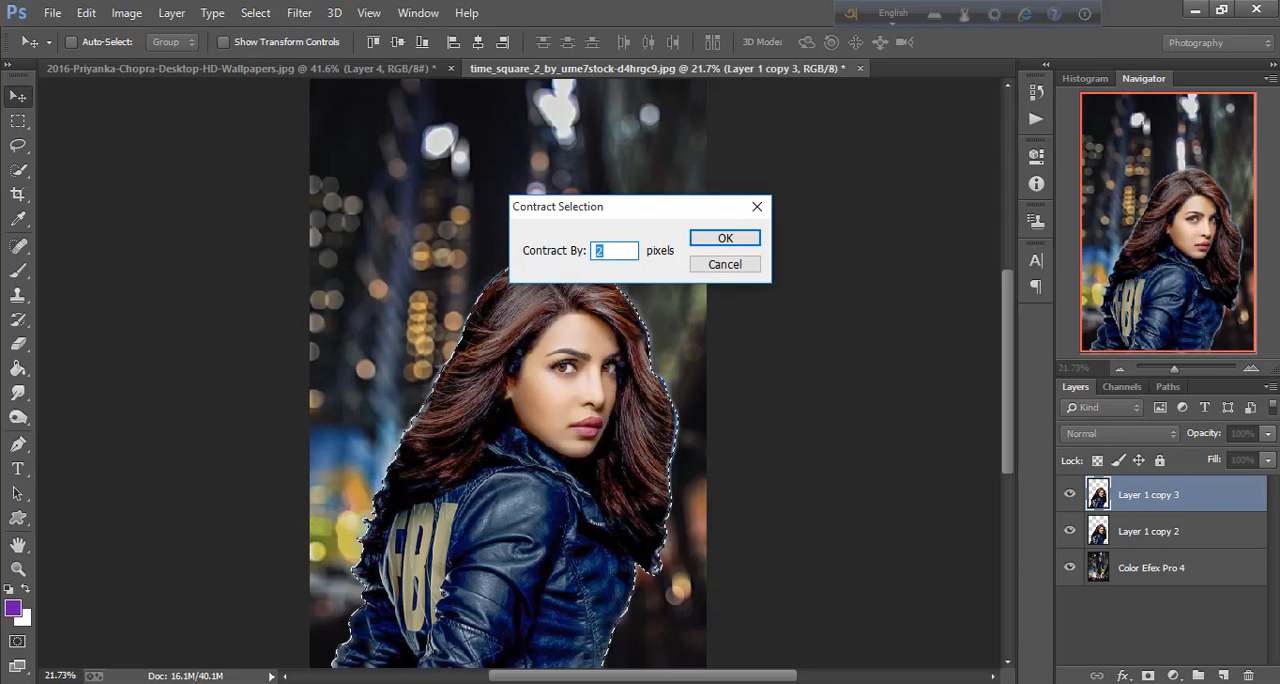 Ps File Edit Image Layer Type Select Filter 3D View Window Help
English
Auto-Select: Group Show Transform Controls 3D Mode: Photography
2016-Priyanka-Chopra-Desktop-HD-Wallpapers.jpg @ 41.6% (Layer 4, RGB/8#) * × time_square_2_by_ume7stock-d4hrgc9.jpg @ 21.7% (Layer 1 copy 3, RGB/8) * ×
Histogram Navigator
Contract Selection
Contract By: 2 pixels
OK
Cancel
FBI
21.73%
Layers Channels Paths
Kind
Normal Opacity: 100%
Lock: Fill: 100%
Layer 1 copy 3
Layer 1 copy 2
Color Efex Pro 4
21.73% Doc: 16.1M/40.1M